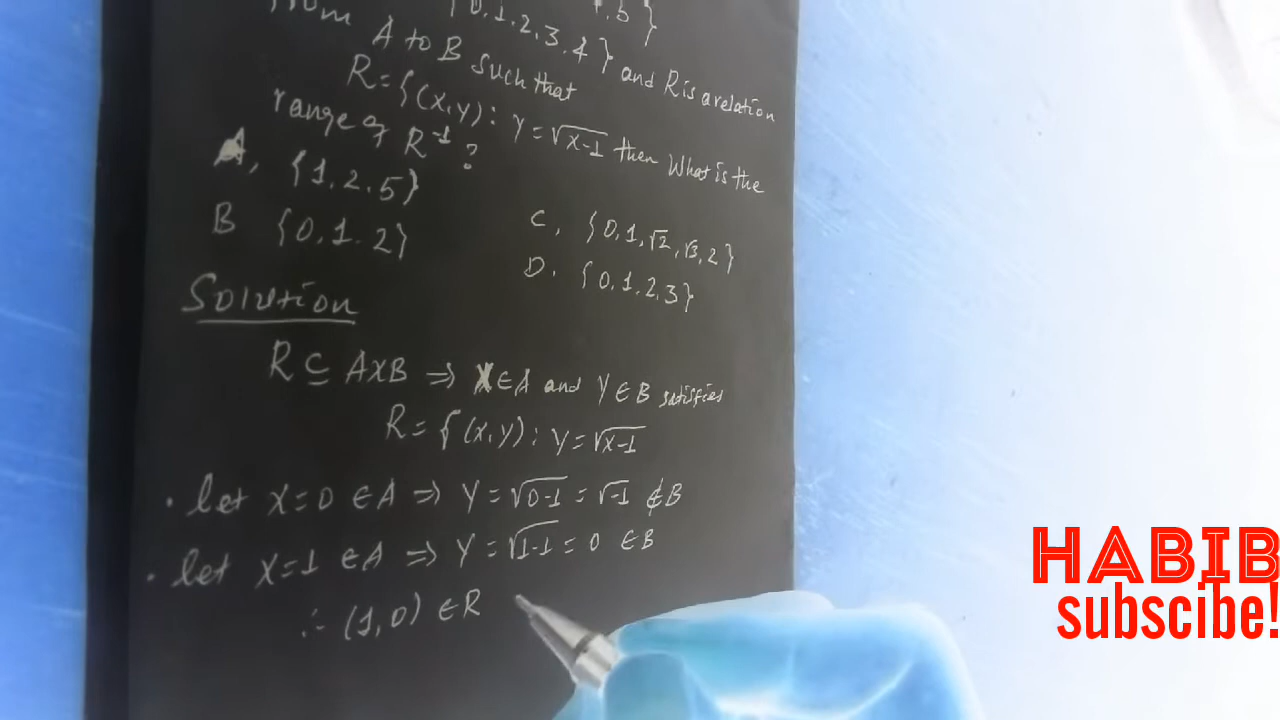 from {0,1,2,3,4} and R is a relation
A to B such that
R={(x,y): y=√x-1 then What is the
range of R⁻¹ ?
A, {1,2,5}
B {0,1,2}
C, {0,1,√2,√3,2}
D. {0,1,2,3}
Solution
R ⊆ AXB ⇒ X∈A and Y∈B satisfies
R={(x,y): y=√x-1
• let X=0 ∈A ⇒ Y=√0-1 = √-1 ∉B
• let X=1 ∈A ⇒ Y=√1-1 = 0 ∈B
∴ (1,0) ∈R
HABIB
subscibe!